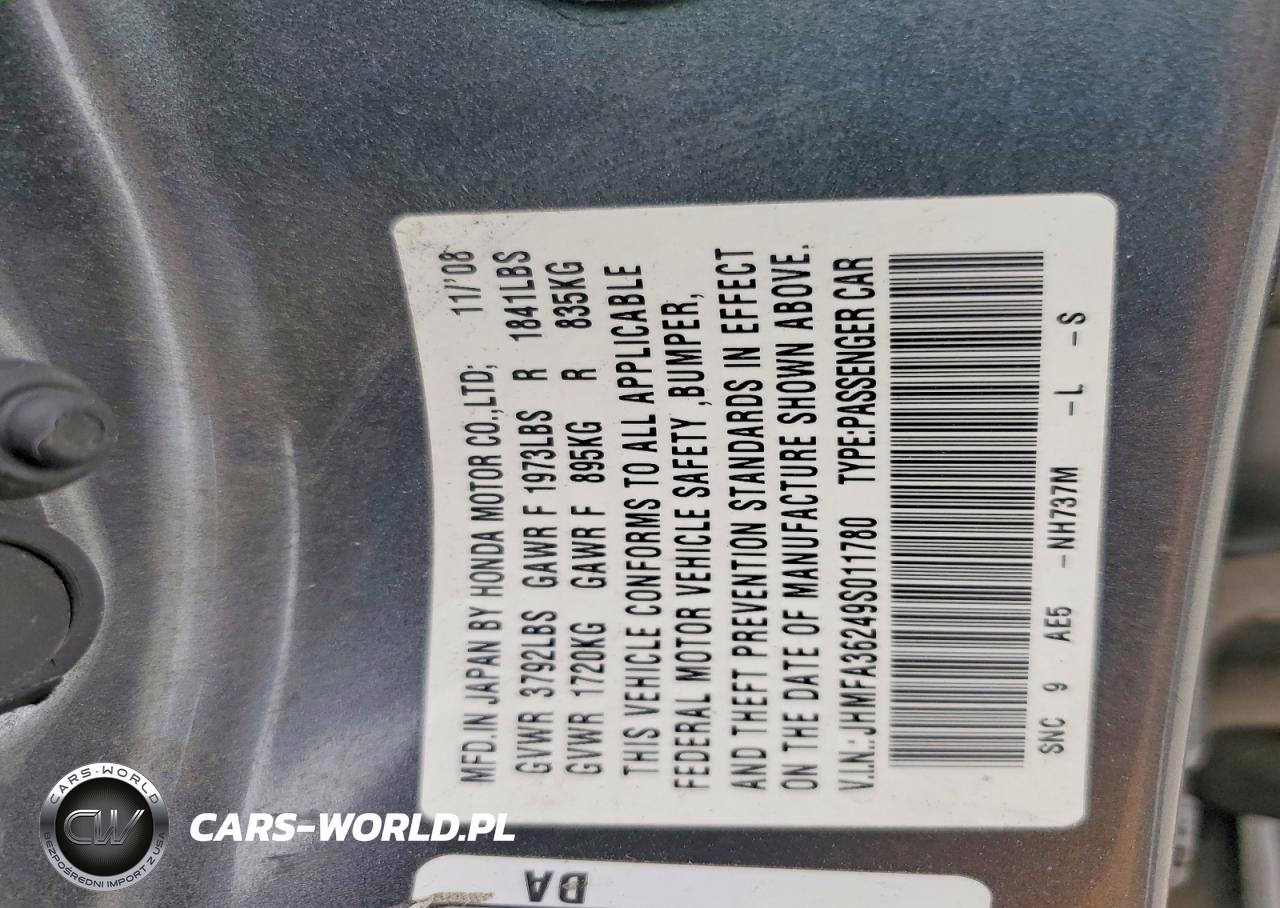 MFD.IN JAPAN BY HONDA MOTOR CO.,LTD; 11/'08
GVWR 3792LBS GAWR F 1973LBS R 1841LBS
GVWR 1720KG GAWR F 895KG R 835KG
THIS VEHICLE CONFORMS TO ALL APPLICABLE
FEDERAL MOTOR VEHICLE SAFETY ,BUMPER,
AND THEFT PREVENTION STANDARDS IN EFFECT
ON THE DATE OF MANUFACTURE SHOWN ABOVE.
V.I.N.:JHMFA36249S011780 TYPE:PASSENGER CAR
SNC 9 AE5 -NH737M -L -S
CARS-WORLD
CW
BEZPOŚREDNI IMPORT Z USA
CARS-WORLD.PL